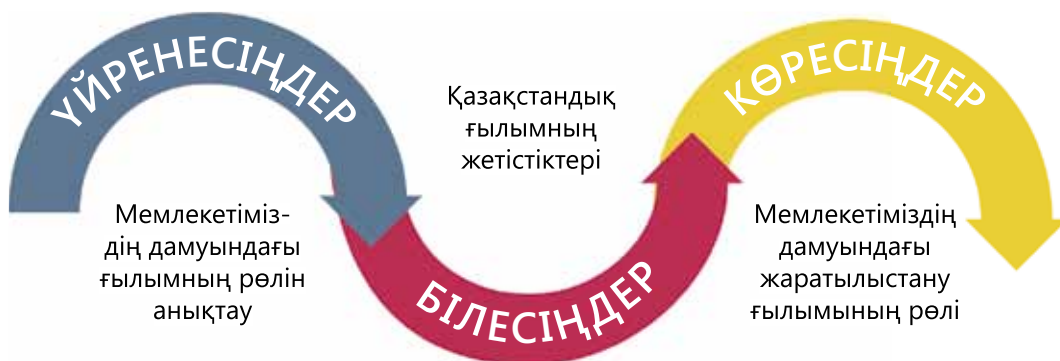 ҮЙРЕНЕСІҢДЕР
Мемлекетіміз-
дің дамуындағы
ғылымның рөлін
анықтау
Қазақстандық
ғылымның
жетістіктері
БІЛЕСІҢДЕР
КӨРЕСІҢДЕР
Мемлекетіміздің
дамуындағы
жаратылыстану
ғылымының рөлі